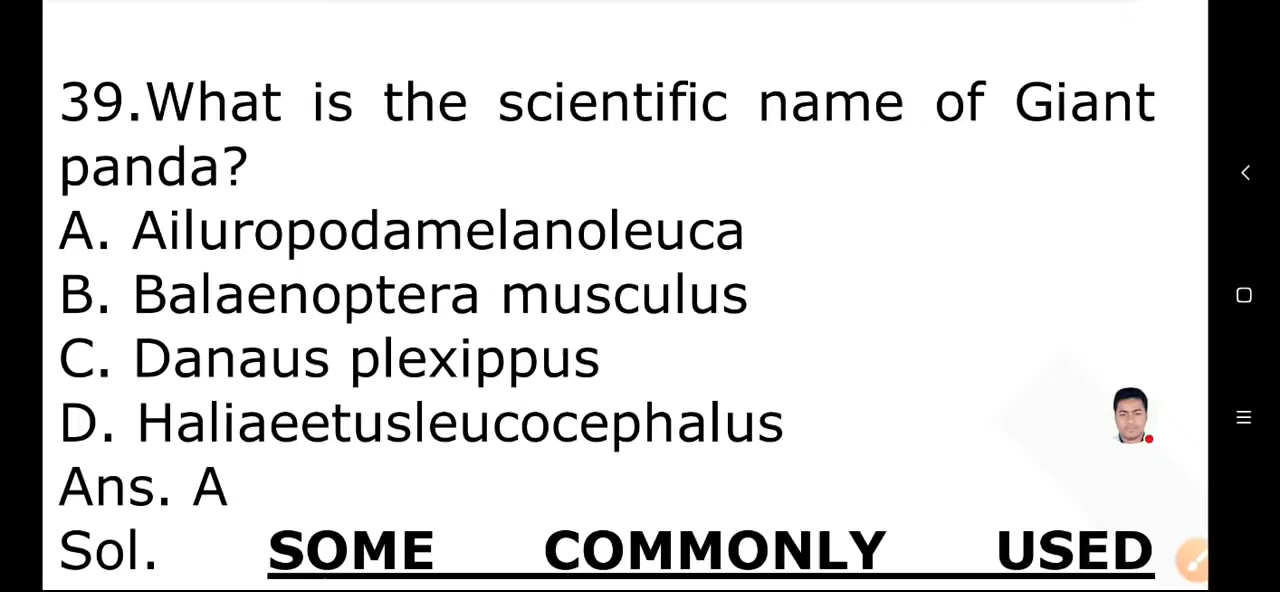 39.What is the scientific name of Giant
panda?
A. Ailuropodamelanoleuca
B. Balaenoptera musculus
C. Danaus plexippus
D. Haliaeetusleucocephalus
Ans. A
Sol. SOME COMMONLY USED